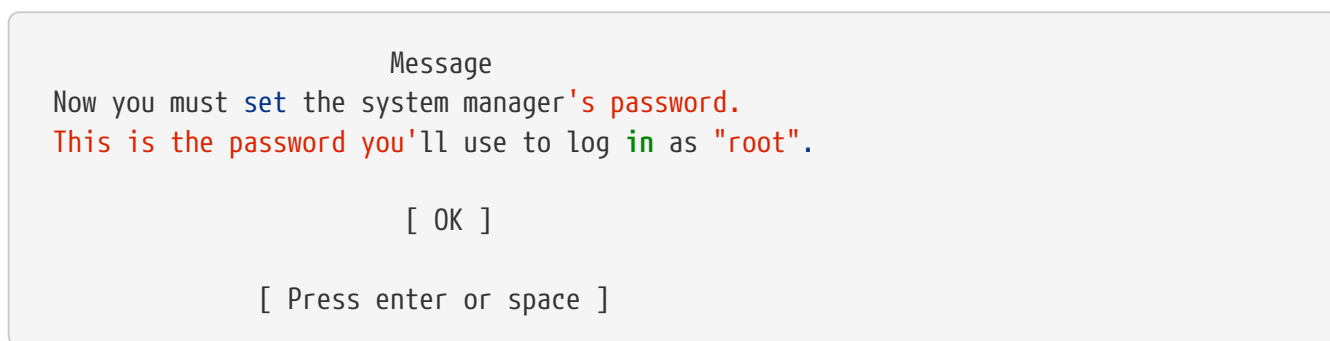 Message
Now you must set the system manager's password.
This is the password you'll use to log in as "root".
[ OK ]
[ Press enter or space ]